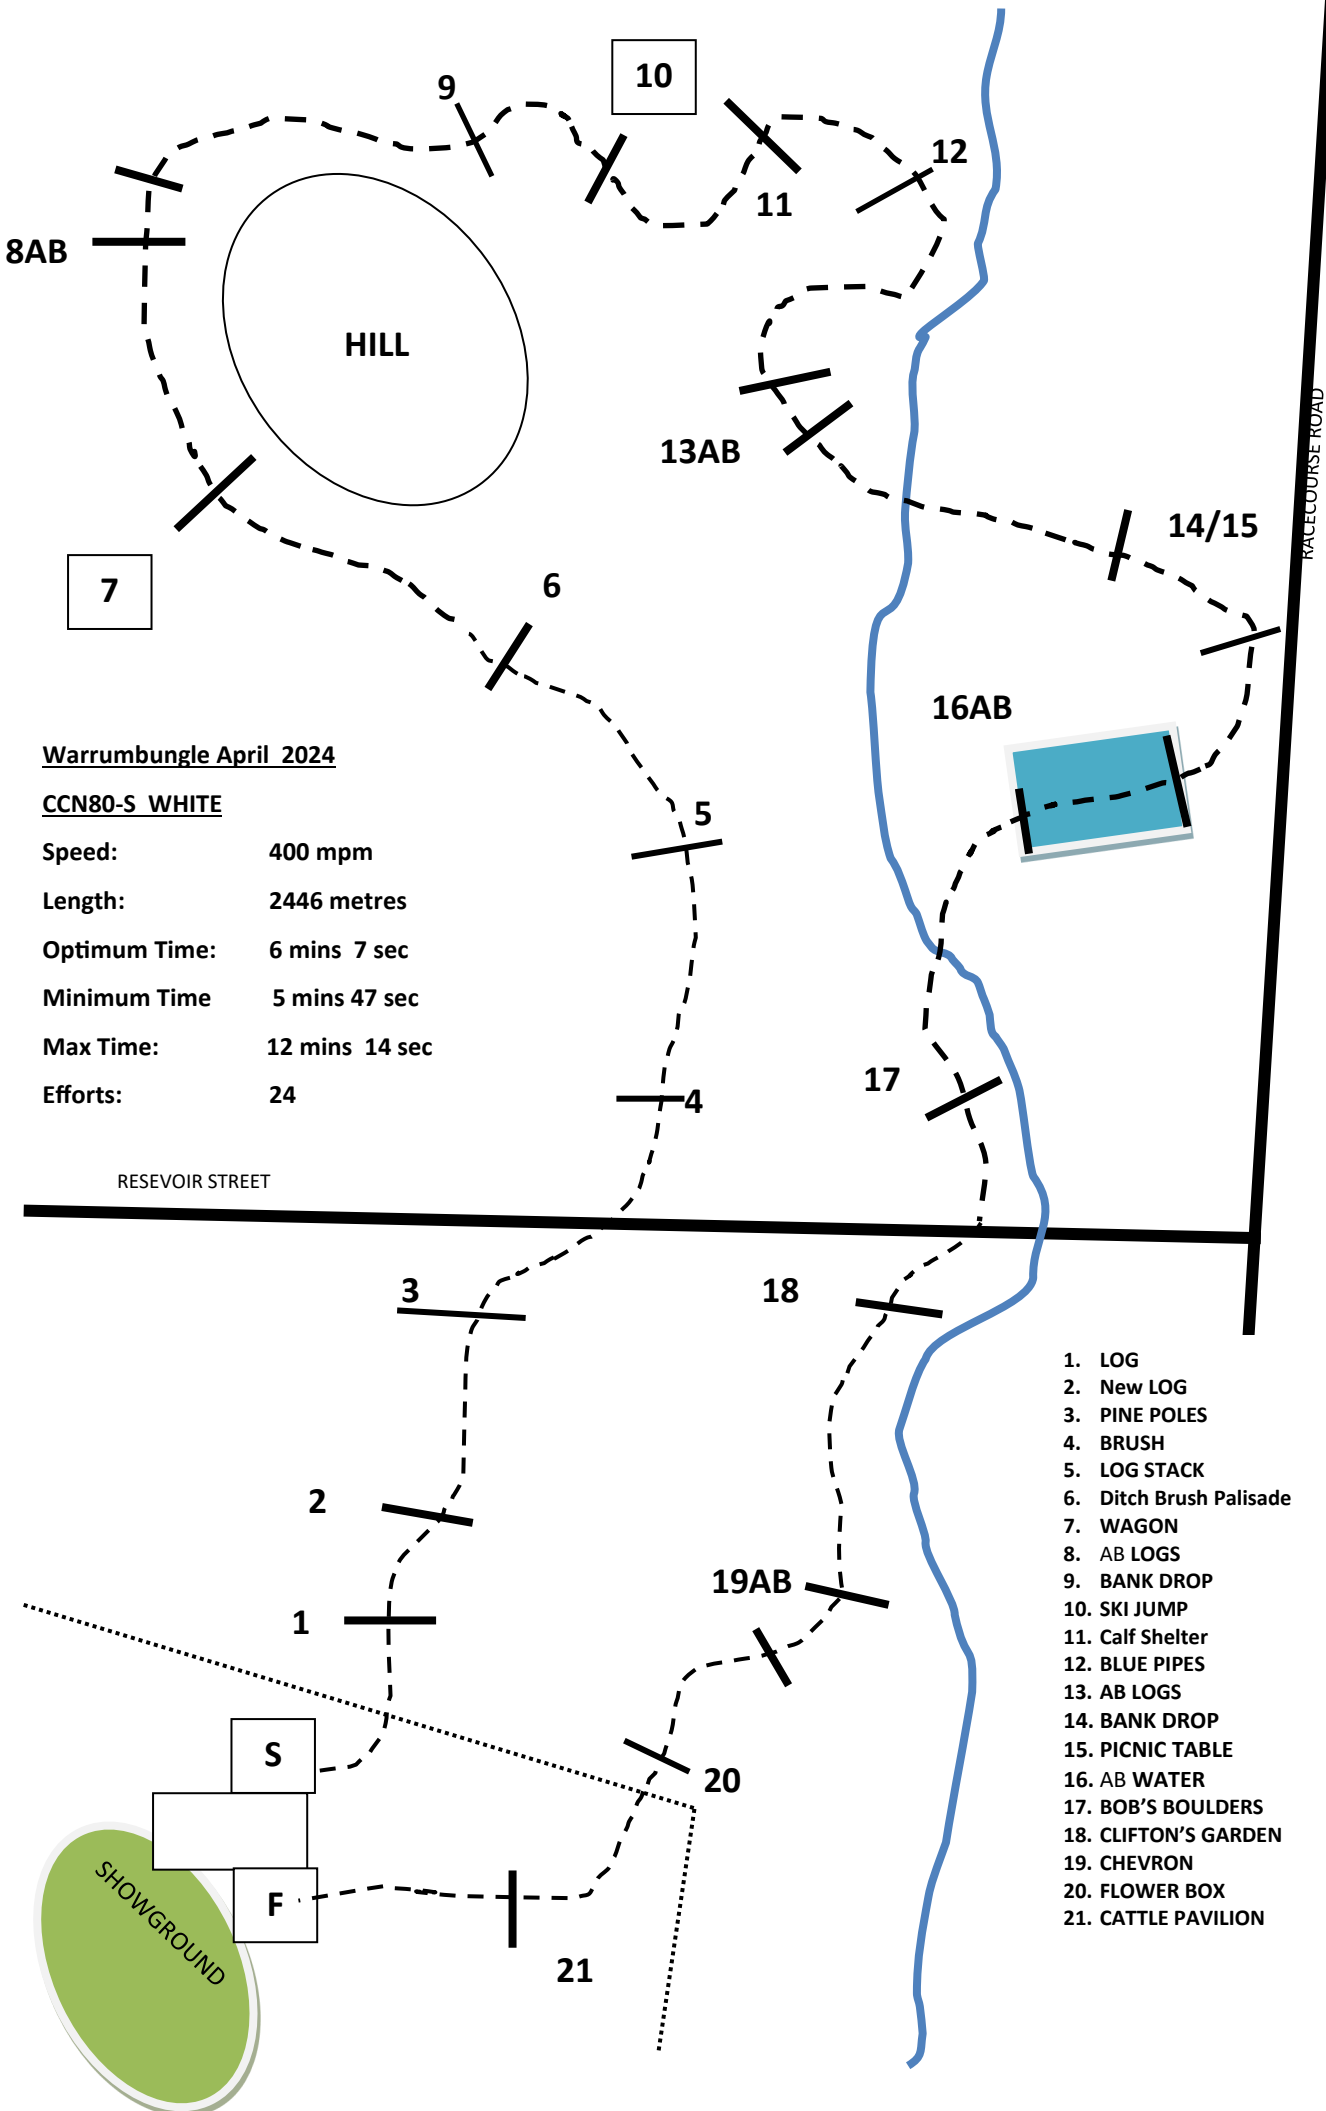 9
10
12
11
8AB
HILL
13AB
RACECOURSE ROAD
14/15
7
6
16AB
Warrumbungle April 2024
CCN80-S WHITE
Speed: 400 mpm
Length: 2446 metres
Optimum Time: 6 mins 7 sec
Minimum Time 5 mins 47 sec
Max Time: 12 mins 14 sec
Efforts: 24
5
17
4
RESEVOIR STREET
3
18
2
19AB
1
S
20
SHOWGROUND
F
21
1. LOG
2. New LOG
3. PINE POLES
4. BRUSH
5. LOG STACK
6. Ditch Brush Palisade
7. WAGON
8. AB LOGS
9. BANK DROP
10. SKI JUMP
11. Calf Shelter
12. BLUE PIPES
13. AB LOGS
14. BANK DROP
15. PICNIC TABLE
16. AB WATER
17. BOB'S BOULDERS
18. CLIFTON'S GARDEN
19. CHEVRON
20. FLOWER BOX
21. CATTLE PAVILION